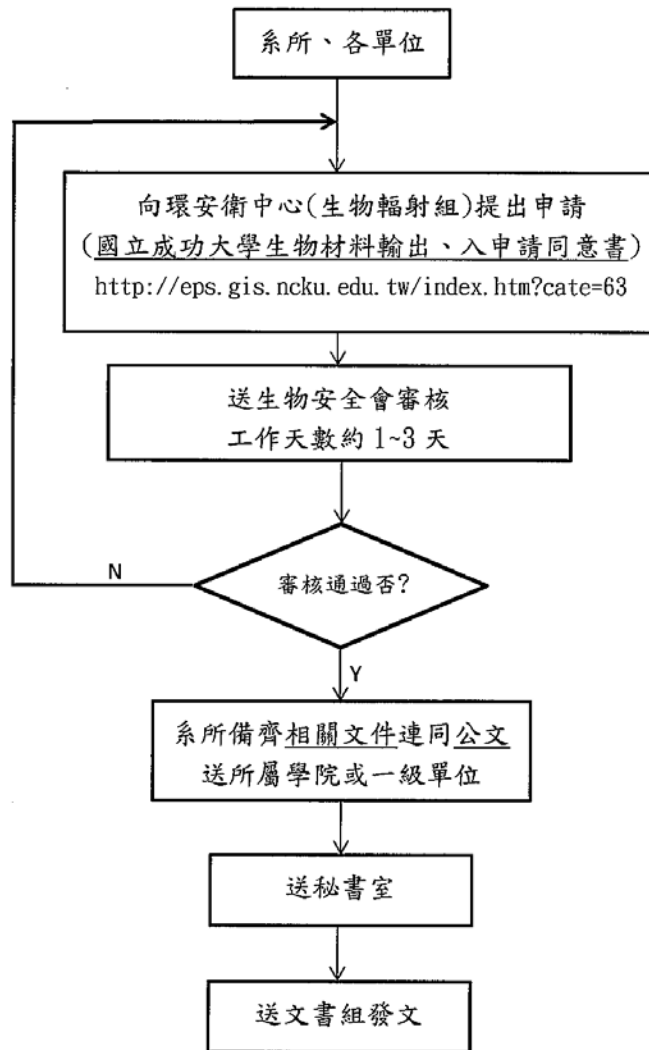 系所、各單位
向環安衛中心(生物輻射組)提出申請
(國立成功大學生物材料輸出、入申請同意書)
http://eps.gis.ncku.edu.tw/index.htm?cate=63
送生物安全會審核
工作天數約 1~3 天
審核通過否?
N
Y
系所備齊相關文件連同公文
送所屬學院或一級單位
送秘書室
送文書組發文